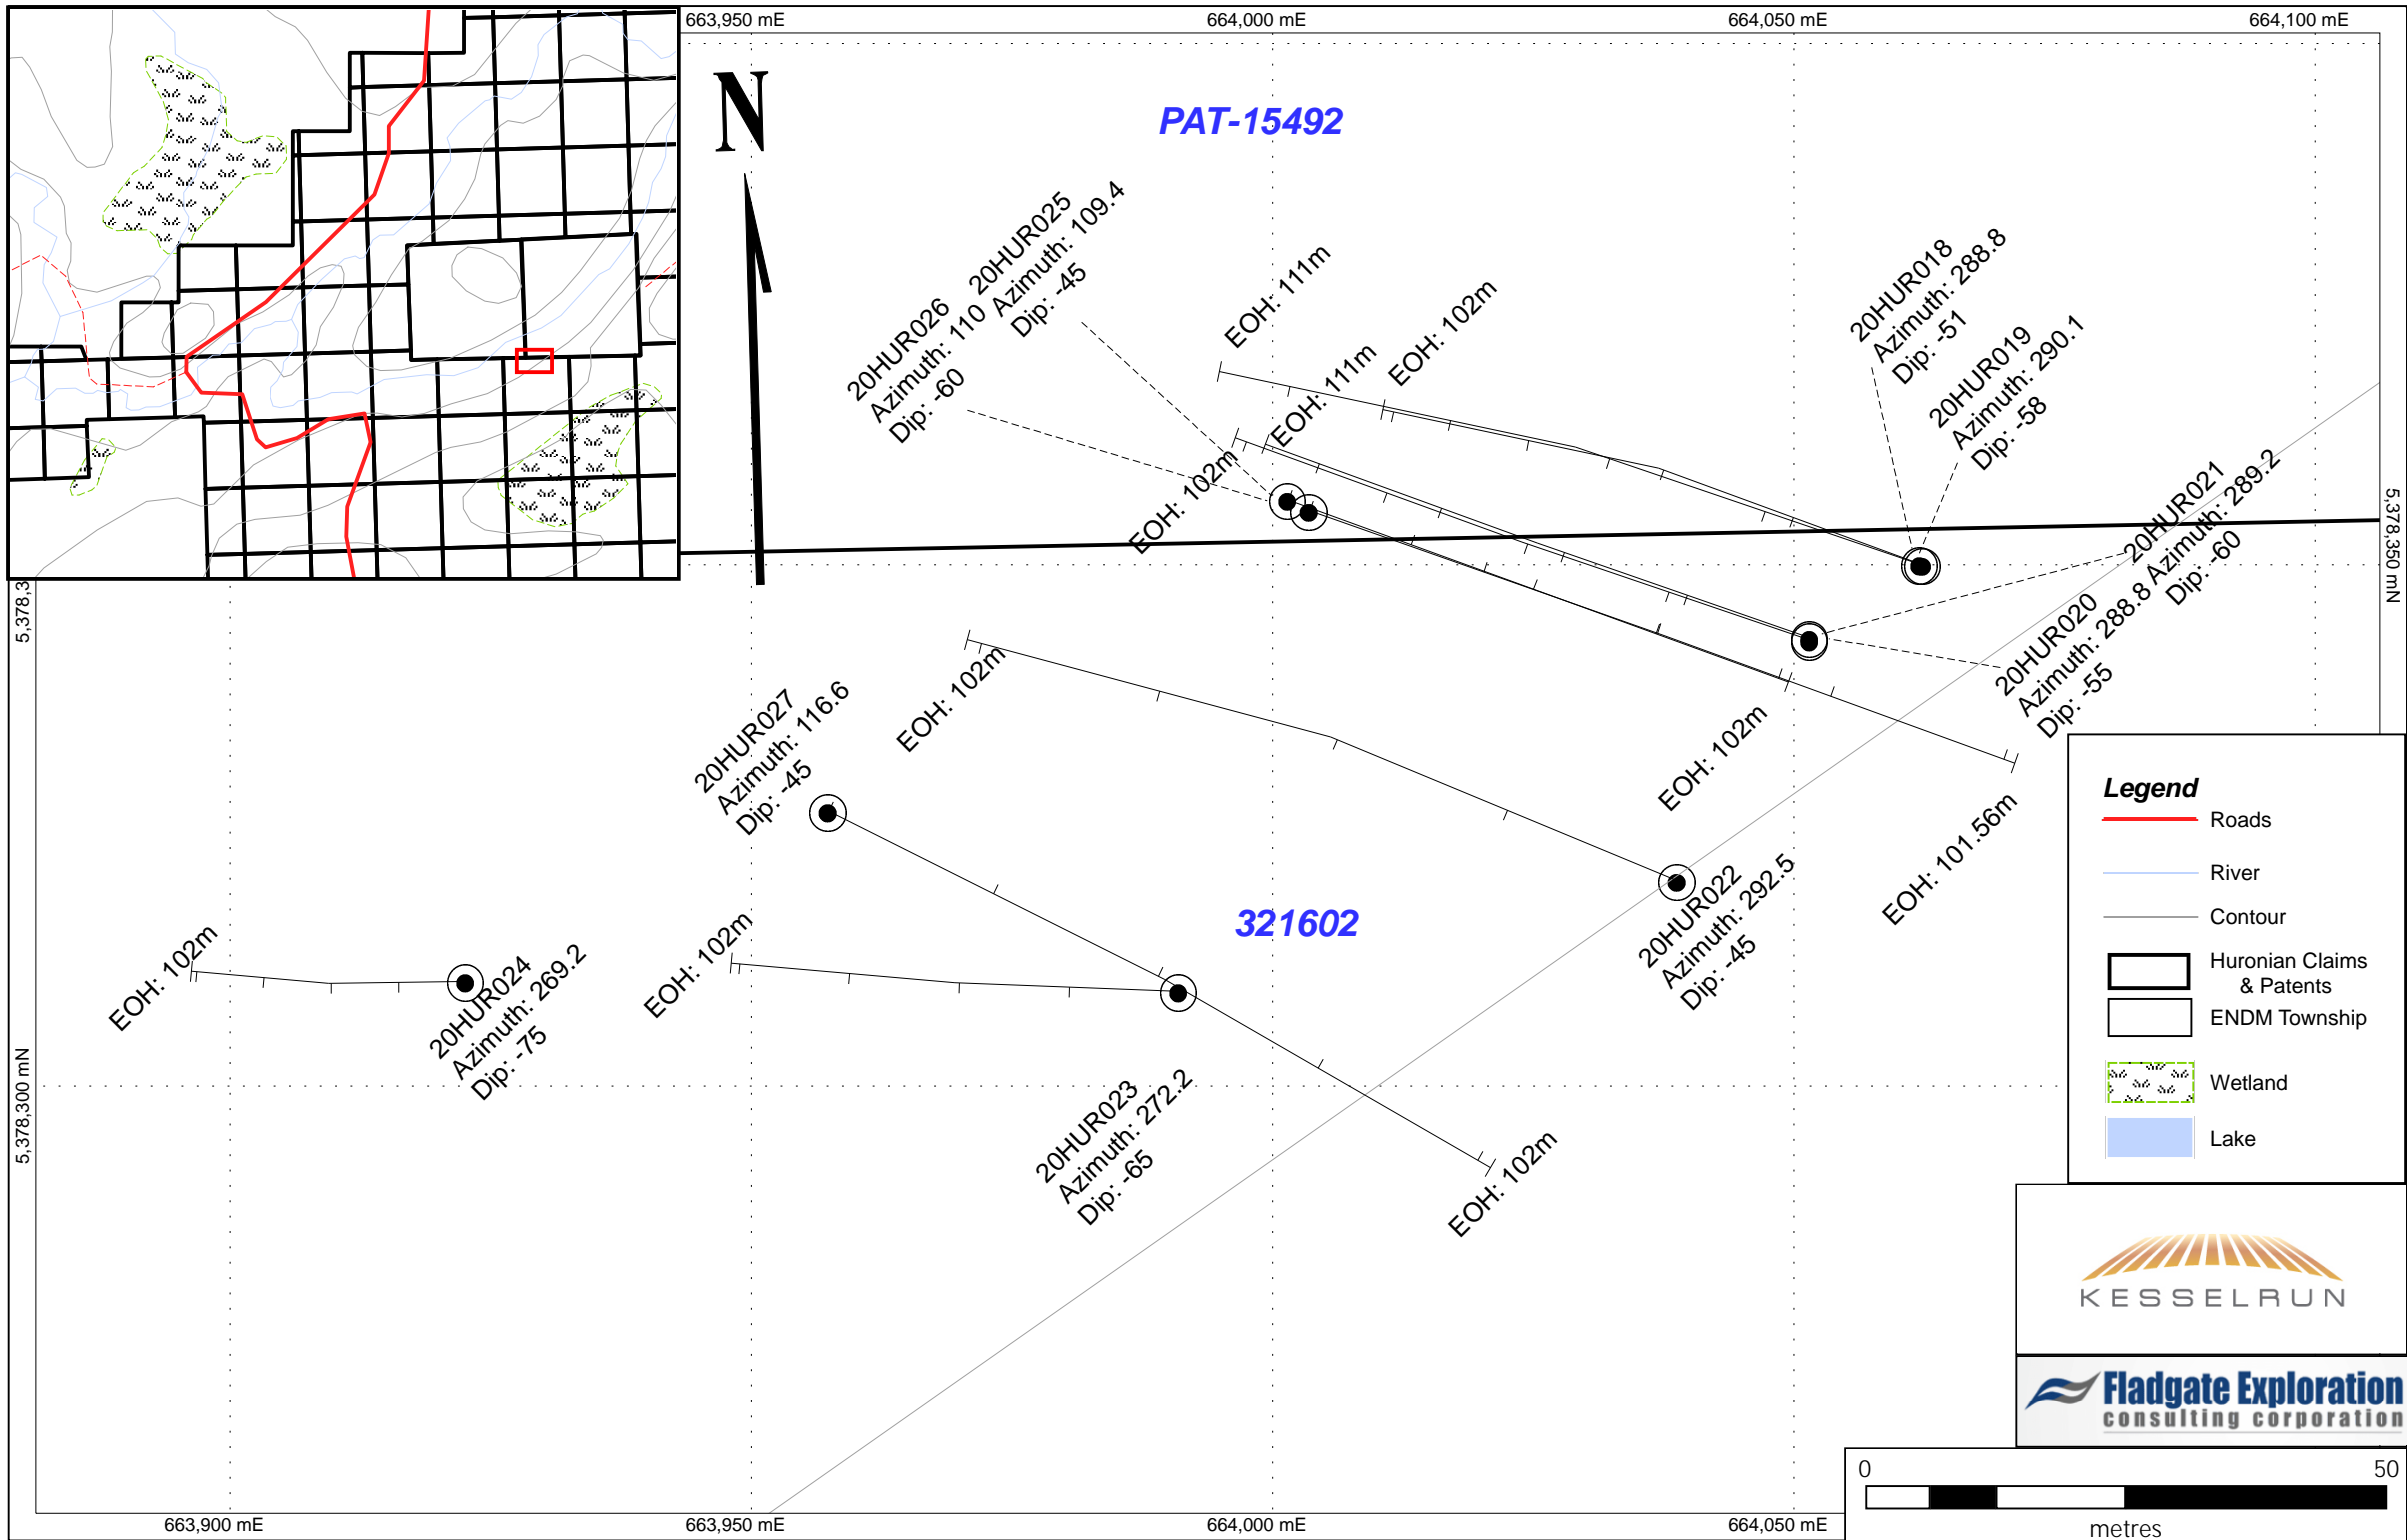 663,950 mE
664,000 mE
664,050 mE
664,100 mE
N
PAT-15492
20HUR025
Azimuth: 109.4
Dip: -45
20HUR026
Azimuth: 110
Dip: -60
EOH: 111m
EOH: 102m
EOH: 111m
EOH: 102m
20HUR018
Azimuth: 288.8
Dip: -51
20HUR019
Azimuth: 290.1
Dip: -58
20HUR021
Azimuth: 289.2
Dip: -60
20HUR020
Azimuth: 288.8
Dip: -55
5,378,350 mN
5,378,3
EOH: 102m
20HUR027
Azimuth: 116.6
Dip: -45
EOH: 102m
EOH: 101.56m
321602
20HUR022
Azimuth: 292.5
Dip: -45
EOH: 102m
20HUR024
Azimuth: 269.2
Dip: -75
EOH: 102m
20HUR023
Azimuth: 272.2
Dip: -65
EOH: 102m
5,378,300 mN
Legend
Roads
River
Contour
Huronian Claims
& Patents
ENDM Township
Wetland
Lake
KESSELRUN
Fladgate Exploration
consulting corporation
0
50
metres
663,900 mE
663,950 mE
664,000 mE
664,050 mE